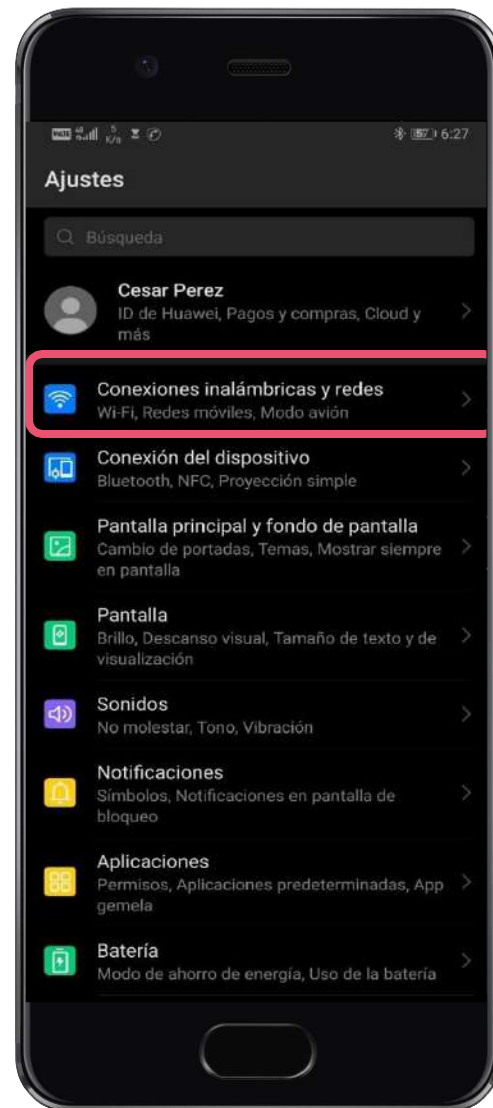 VoLTE 4G 5 K/s 57 6:27
Ajustes
Búsqueda
Cesar Perez
ID de Huawei, Pagos y compras, Cloud y
más
Conexiones inalámbricas y redes
Wi-Fi, Redes móviles, Modo avión
Conexión del dispositivo
Bluetooth, NFC, Proyección simple
Pantalla principal y fondo de pantalla
Cambio de portadas, Temas, Mostrar siempre
en pantalla
Pantalla
Brillo, Descanso visual, Tamaño de texto y de
visualización
Sonidos
No molestar, Tono, Vibración
Notificaciones
Símbolos, Notificaciones en pantalla de
bloqueo
Aplicaciones
Permisos, Aplicaciones predeterminadas, App
gemela
Batería
Modo de ahorro de energía, Uso de la batería